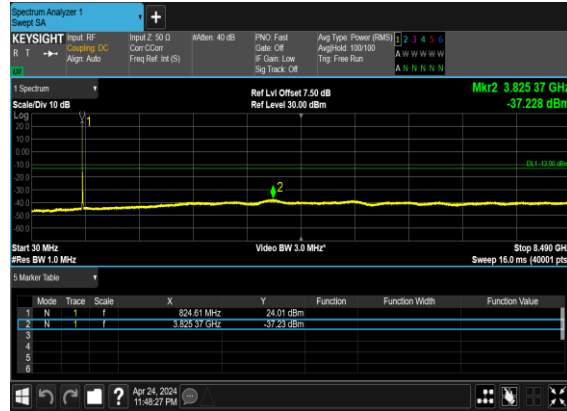 Spectrum Analyzer 1
Swept SA
+
KEYSIGHT Input: RF Input Z: 50 Ω #Atten: 40 dB PNO: Fast Avg Type: Power (RMS) 1 2 3 4 5 6
R T Coupling: DC Corr CCorr Gate: Off Avg|Hold: 100/100 A W W W W W
Align: Auto Freq Ref: Int (S) IF Gain: Low Trig: Free Run
Sig Track: Off A N N N N N
1 Spectrum Ref Lvl Offset 7.50 dB Mkr2 3.825 37 GHz
Scale/Div 10 dB Ref Level 30.00 dBm -37.228 dBm
Log
1
20.0
10.0
0.00
-10.0 DL1 -13.00 dBm
-20.0
-30.0 2
-40.0
-50.0
-60.0
Start 30 MHz Video BW 3.0 MHz* Stop 8.490 GHz
#Res BW 1.0 MHz Sweep 16.0 ms (40001 pts)
5 Marker Table
Mode Trace Scale X Y Function Function Width Function Value
1 N 1 f 824.61 MHz 24.01 dBm
2 N 1 f 3.825 37 GHz -37.23 dBm
3
4
5
6
? Apr 24, 2024
11:48:27 PM